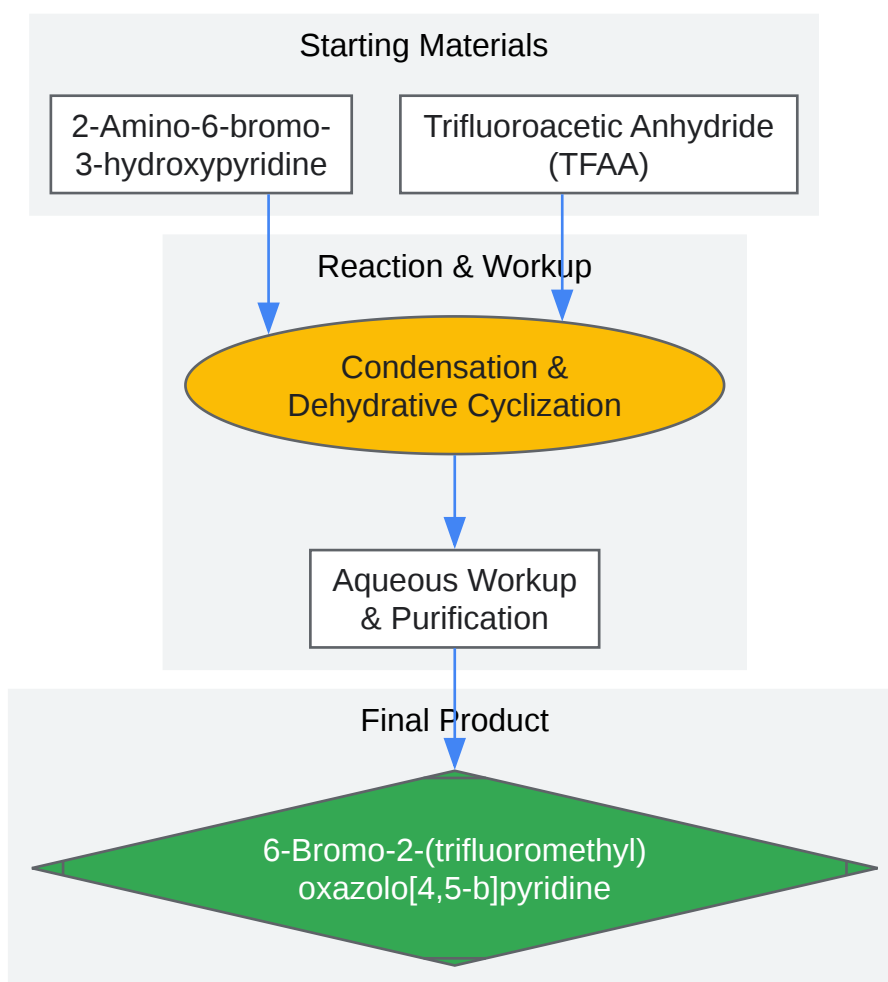 Starting Materials
2-Amino-6-bromo-
3-hydroxypyridine
Trifluoroacetic Anhydride
(TFAA)
Reaction & Workup
Condensation &
Dehydrative Cyclization
Aqueous Workup
& Purification
Final Product
6-Bromo-2-(trifluoromethyl)
oxazolo[4,5-b]pyridine